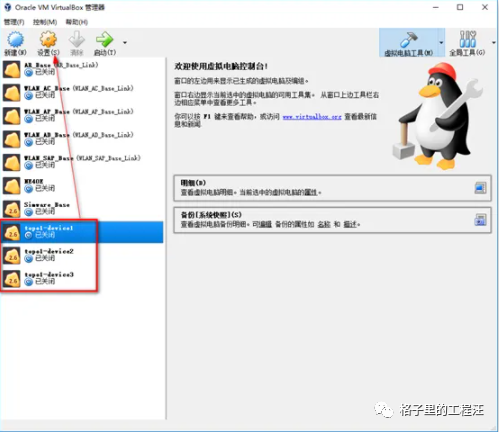 Oracle VM VirtualBox 管理器
管理(F) 控制(M) 帮助(H)
新建(N) 设置(S) 清除 启动(T) 虚拟电脑工具(M) 全局工具(G)
AR_Base (AR_Base_Link)
已关闭
WLAN_AC_Base (WLAN_AC_Base_Link)
已关闭
WLAN_AP_Base (WLAN_AP_Base_Link)
已关闭
WLAN_AD_Base (WLAN_AD_Base_Link)
已关闭
WLAN_SAP_Base (WLAN_SAP_Base_Link)
已关闭
NE40E
已关闭
Simware_Base
已关闭
topo1-device1
已关闭
topo1-device2
已关闭
topo1-device3
已关闭
欢迎使用虚拟电脑控制台!
窗口的左边用来显示已生成的虚拟电脑及编组。
窗口右边显示当前选中的虚拟电脑的可用工具集。 从窗口上边工具栏右
边相应菜单中查看更多工具。
你可以按 F1 键来查看帮助,或访问 www.virtualbox.org 查看最新信
息和新闻
明细(D)
查看虚拟电脑明细。当前选中的虚拟电脑的属性。
备份[系统快照](S)
查看虚拟电脑备份明细。可编辑 备份的属性如 名称 和 描述。
格子里的工程汪